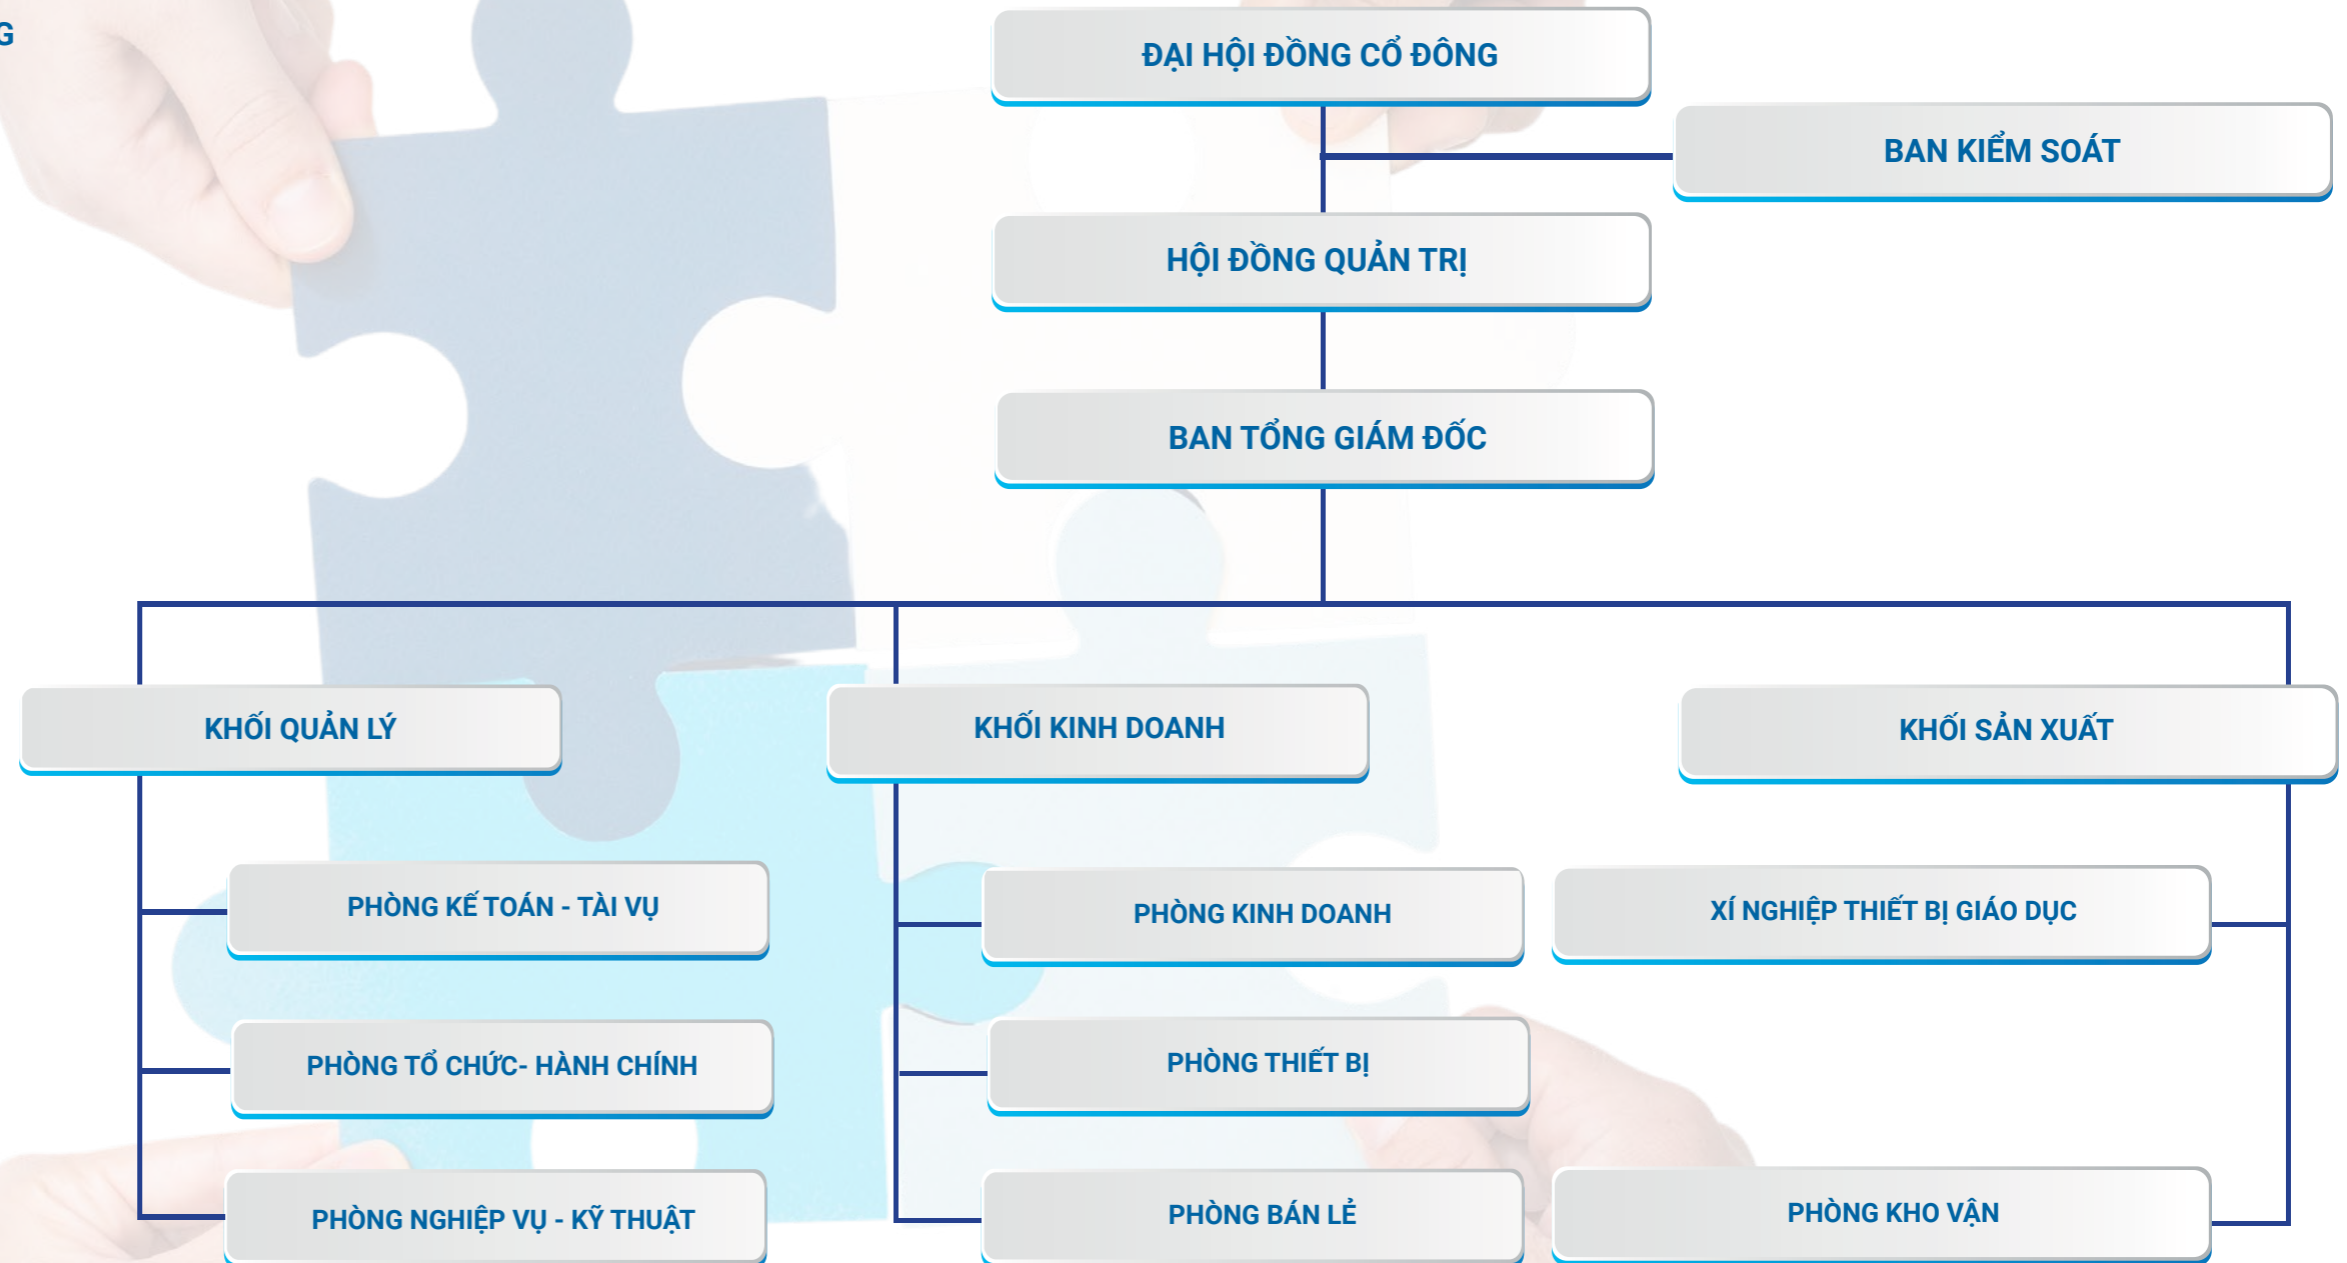 G
ĐẠI HỘI ĐỒNG CỔ ĐÔNG
BAN KIỂM SOÁT
HỘI ĐỒNG QUẢN TRỊ
BAN TỔNG GIÁM ĐỐC
KHỐI QUẢN LÝ
KHỐI KINH DOANH
KHỐI SẢN XUẤT
PHÒNG KẾ TOÁN - TÀI VỤ
PHÒNG KINH DOANH
XÍ NGHIỆP THIẾT BỊ GIÁO DỤC
PHÒNG TỔ CHỨC- HÀNH CHÍNH
PHÒNG THIẾT BỊ
PHÒNG NGHIỆP VỤ - KỸ THUẬT
PHÒNG BÁN LẺ
PHÒNG KHO VẬN